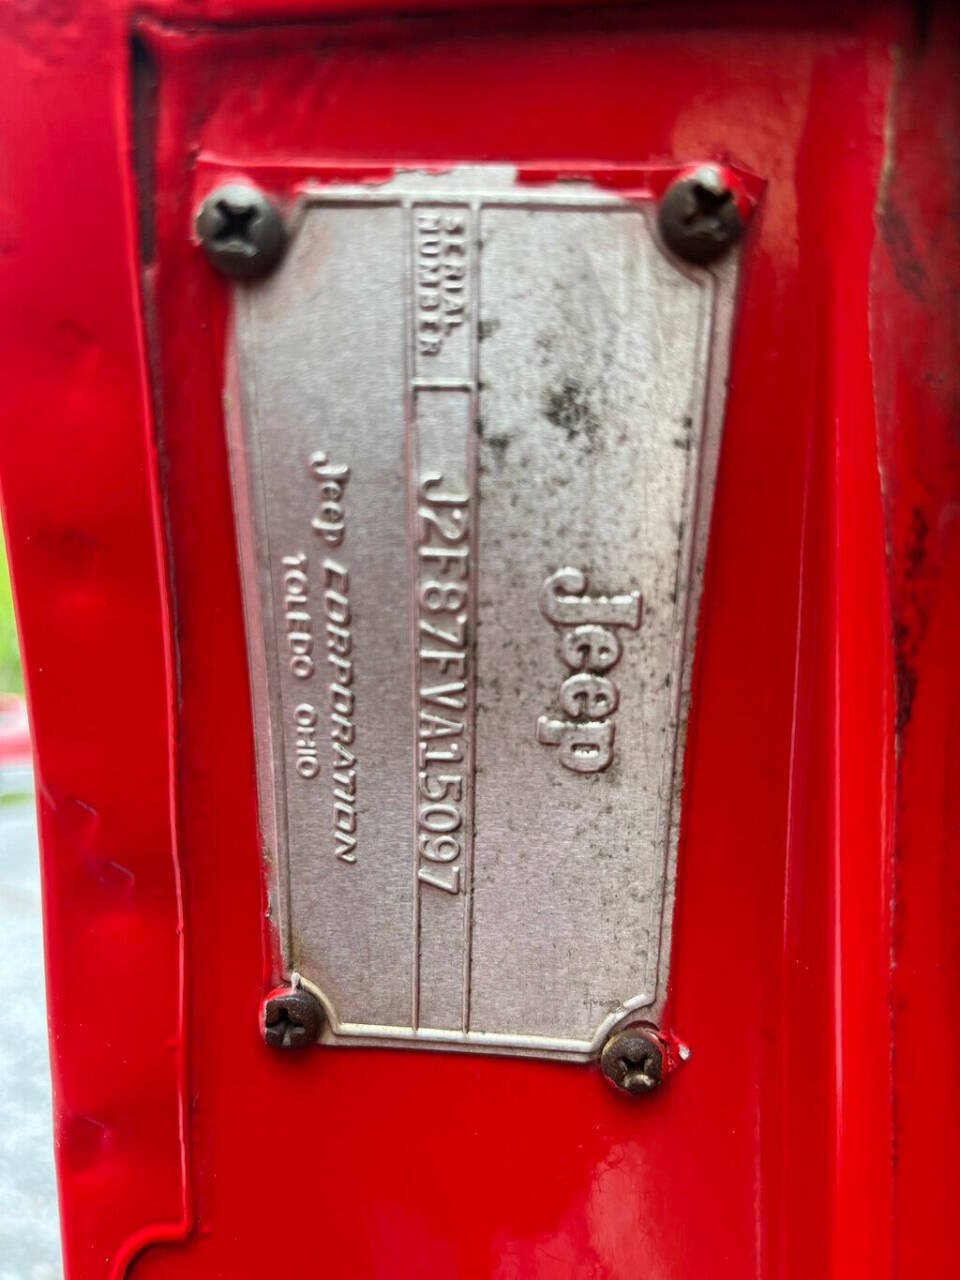 Jeep
SERIAL
NUMBER
J2F87FVA15097
Jeep CORPORATION
TOLEDO OHIO